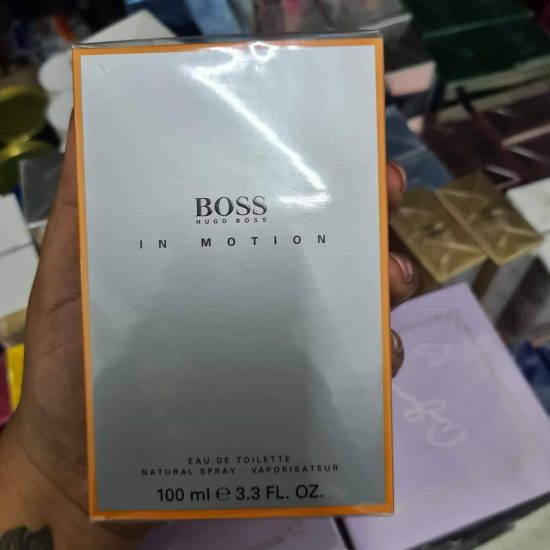 BOSS
HUGO BOSS
IN MOTION
EAU DE TOILETTE
NATURAL SPRAY · VAPORISATEUR
100 ml ℮ 3.3 FL. OZ.